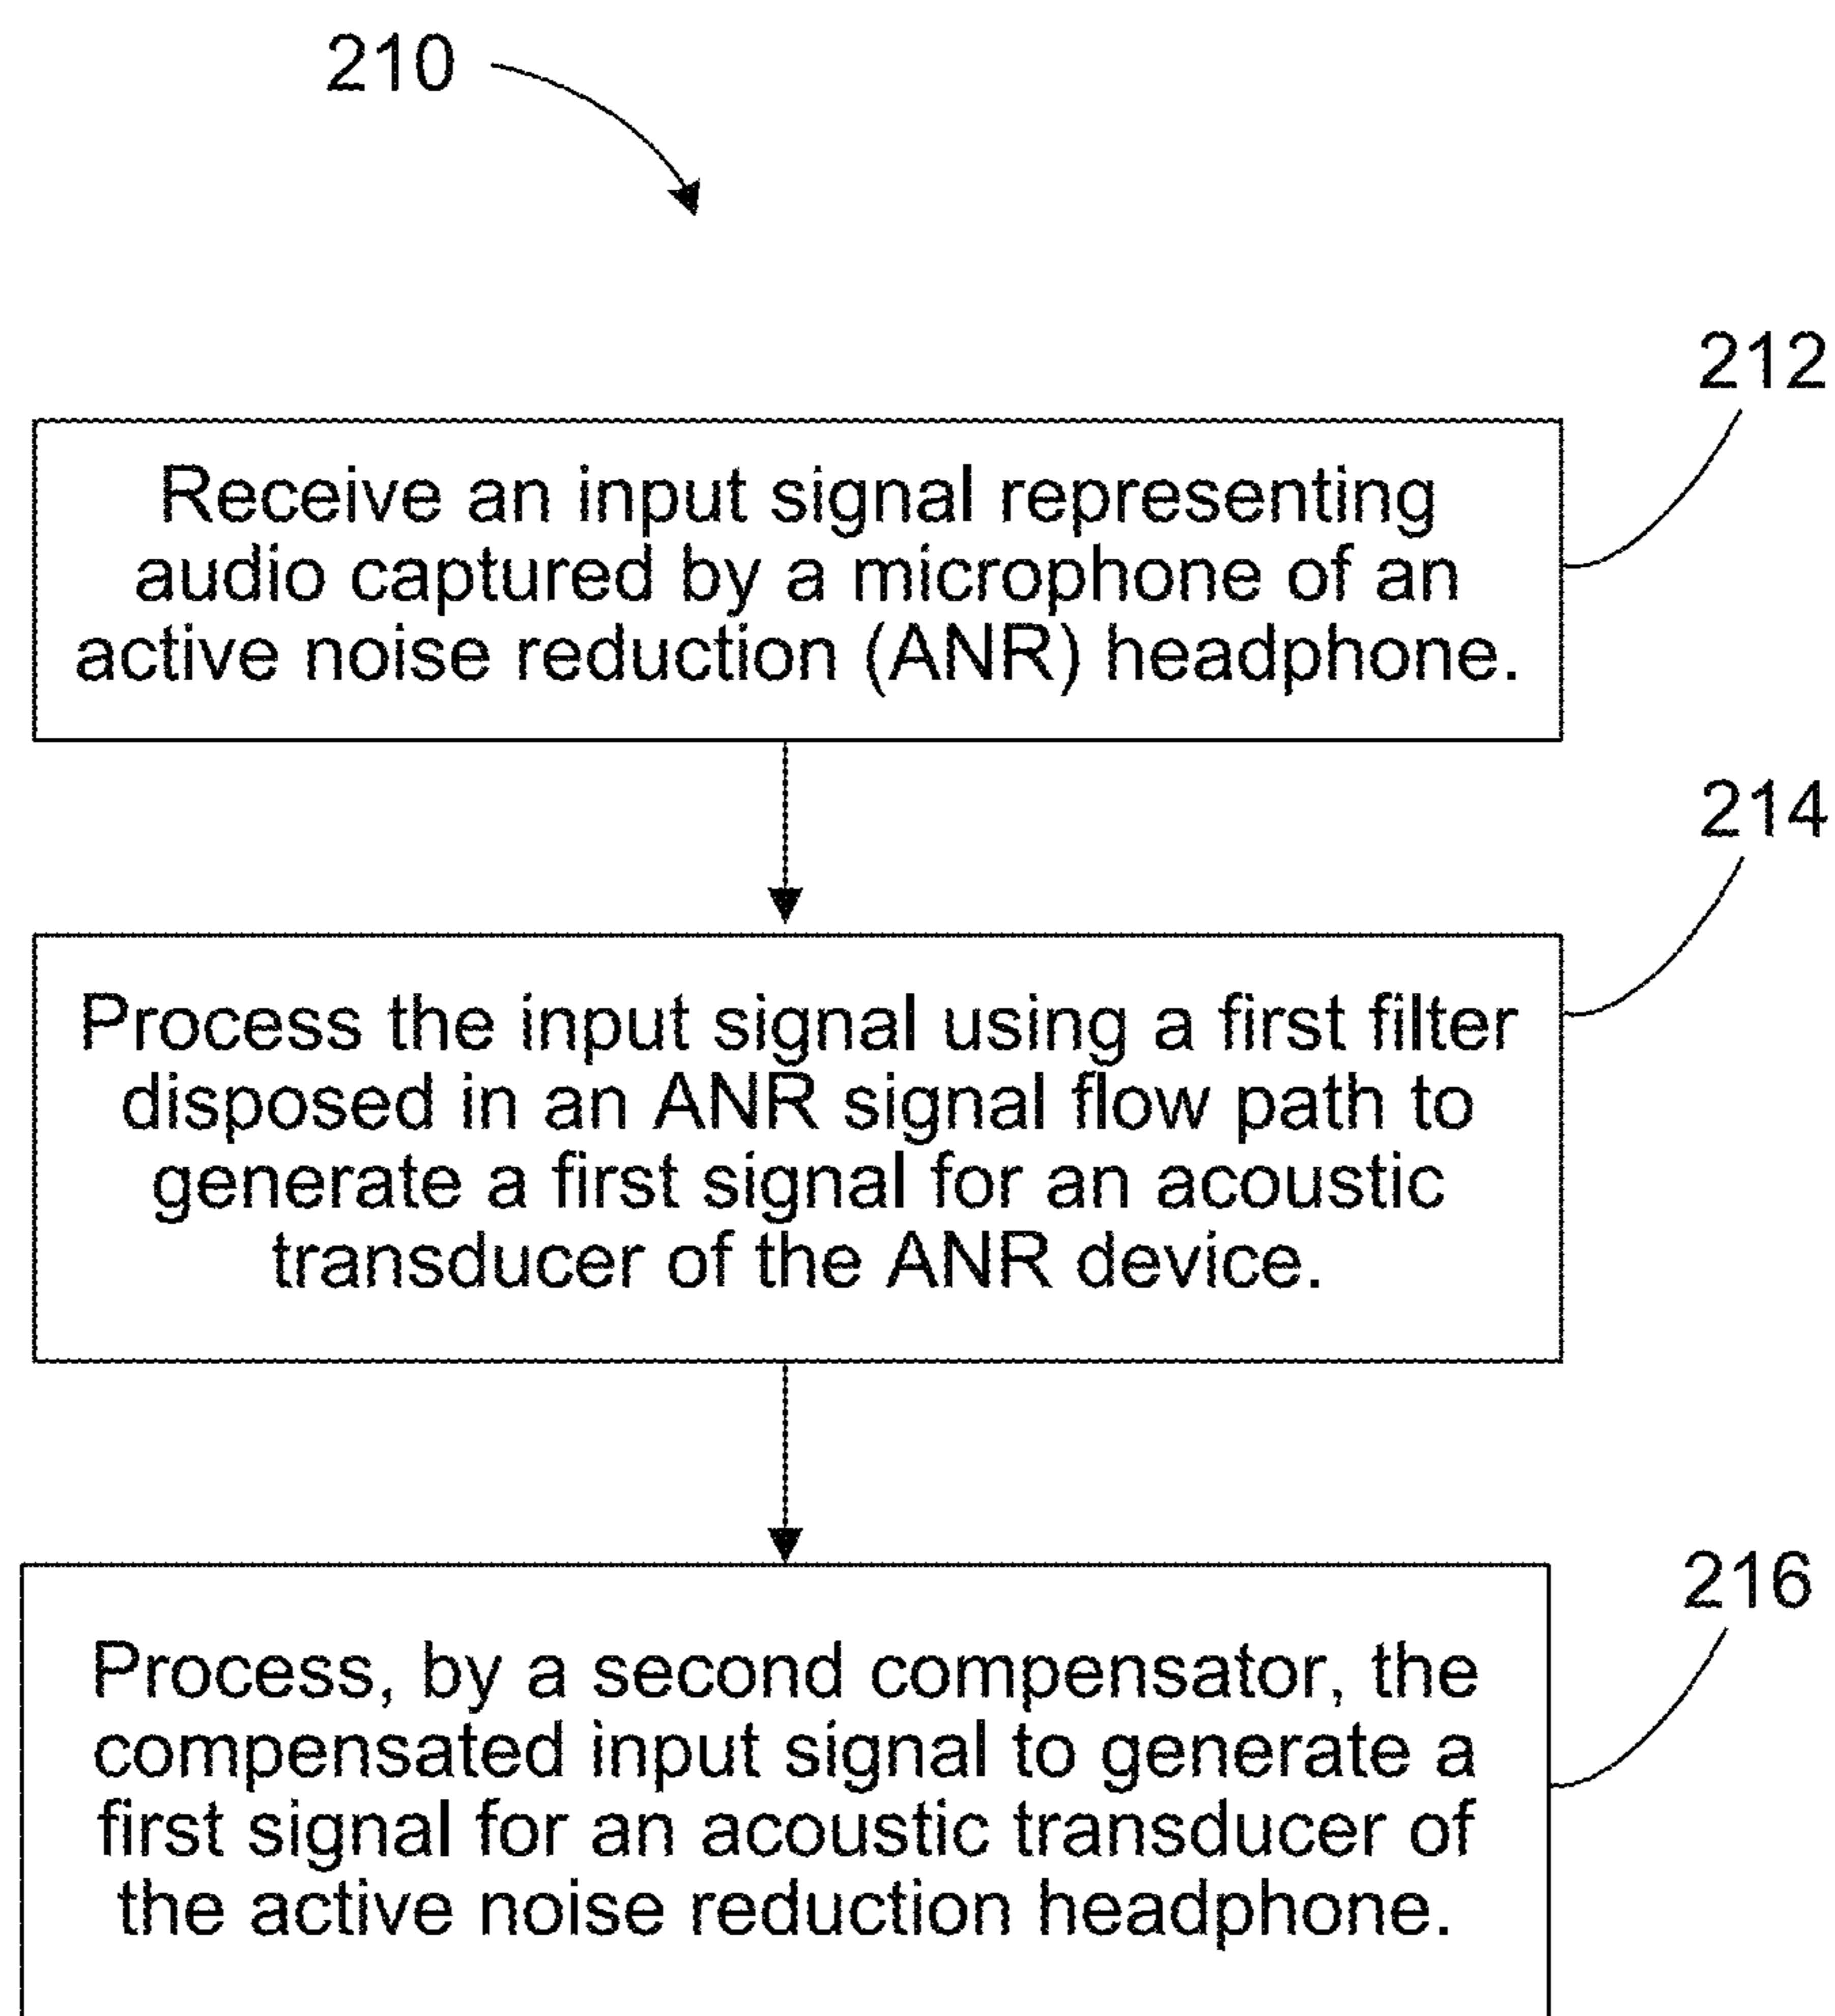 210
212
Receive an input signal representing
audio captured by a microphone of an
active noise reduction (ANR) headphone.
214
Process the input signal using a first filter
disposed in an ANR signal flow path to
generate a first signal for an acoustic
transducer of the ANR device.
216
Process, by a second compensator, the
compensated input signal to generate a
first signal for an acoustic transducer of
the active noise reduction headphone.